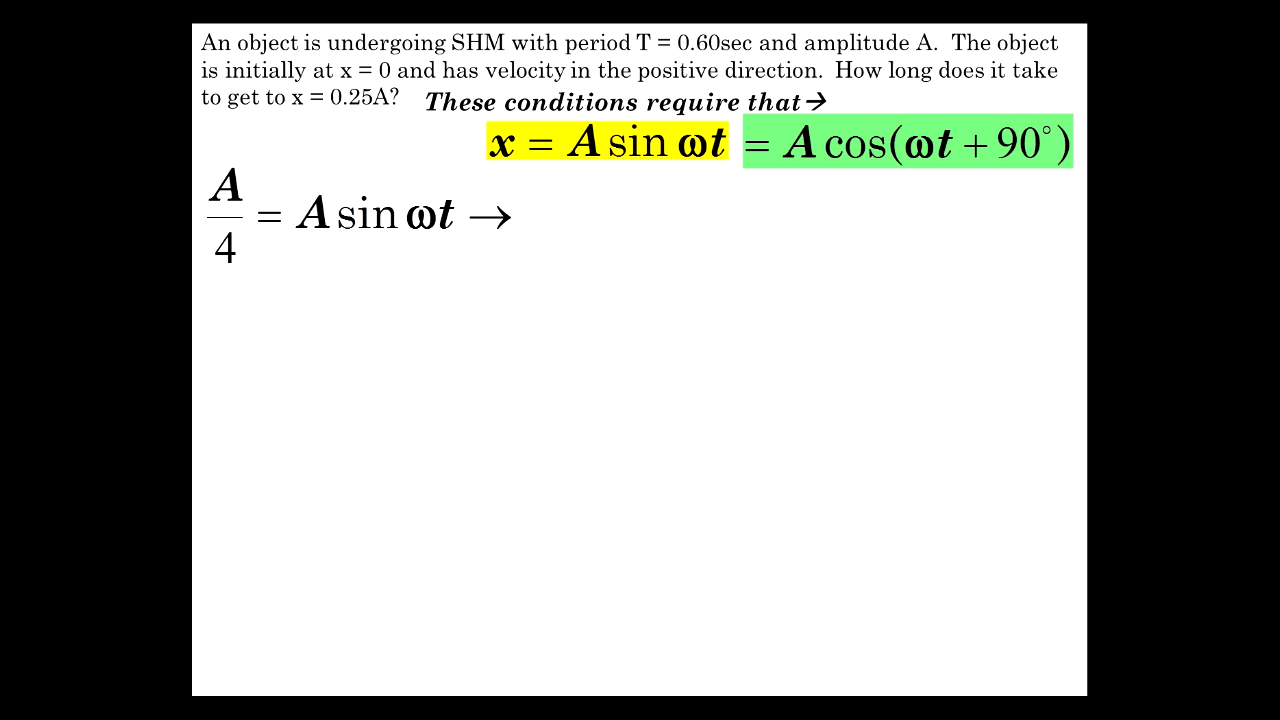 An object is undergoing SHM with period T = 0.60sec and amplitude A. The object
is initially at x = 0 and has velocity in the positive direction. How long does it take
to get to x = 0.25A? These conditions require that→
x = A sin ωt = A cos(ωt + 90°)
A/4 = A sin ωt →